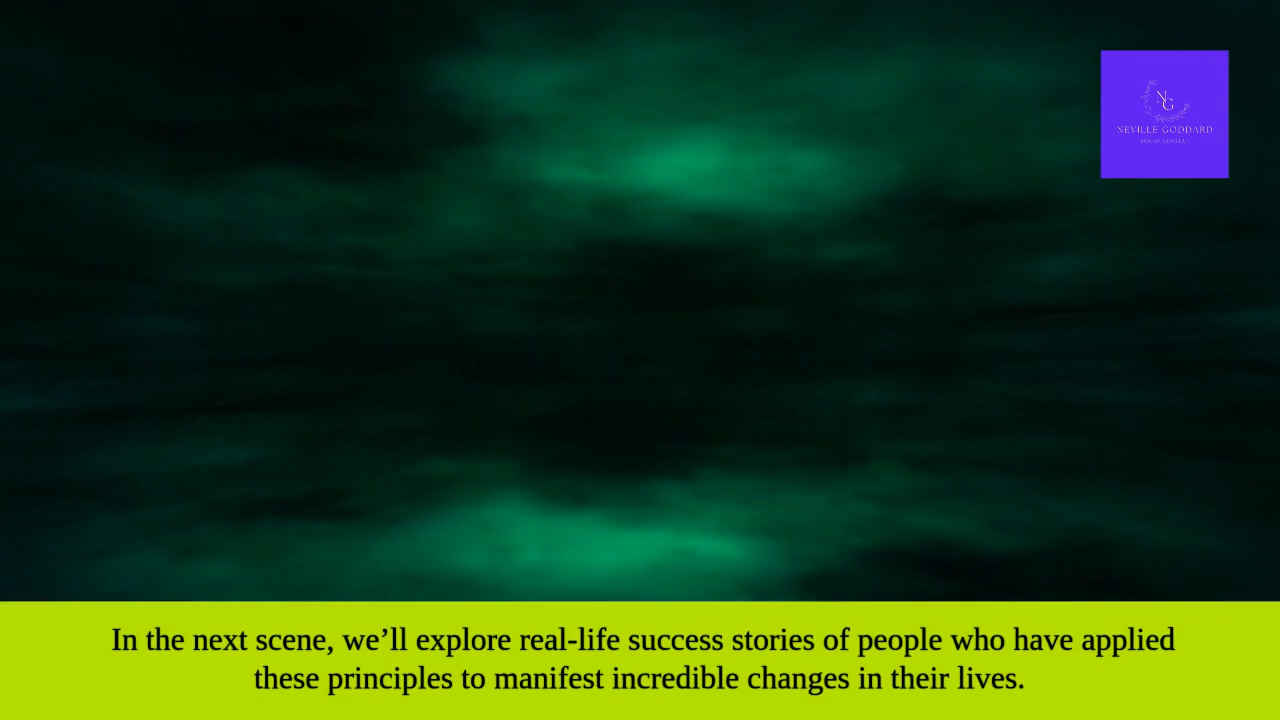 NG
NEVILLE GODDARD
In the next scene, we’ll explore real-life success stories of people who have applied
these principles to manifest incredible changes in their lives.